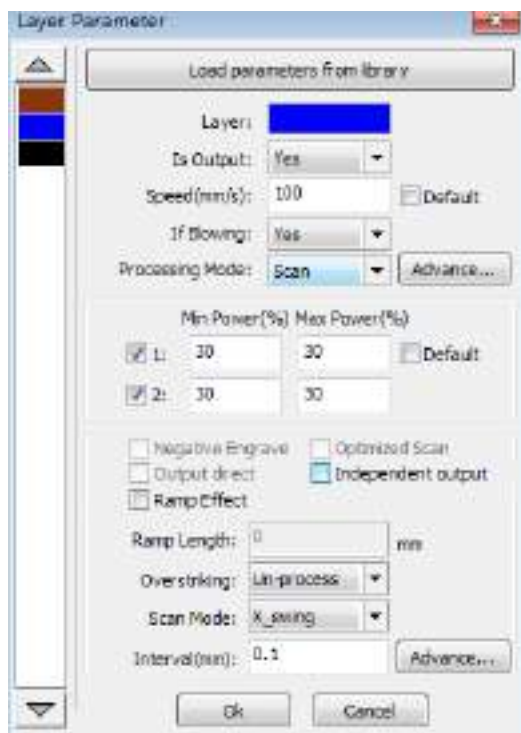 Layer Parameter
Load parameters from library
Layer:
Is Output: Yes
Speed(mm/s): 100 Default
If Blowing: Yes
Processing Mode: Scan Advance...
Min Power(%) Max Power(%)
1: 30 30 Default
2: 30 30
Negative Engrave Optimized Scan
Output direct Independent output
Ramp Effect
Ramp Length: 0 mm
Overstriking: Un-process
Scan Mode: X_swing
Interval(mm): 0.1 Advance...
Ok Cancel